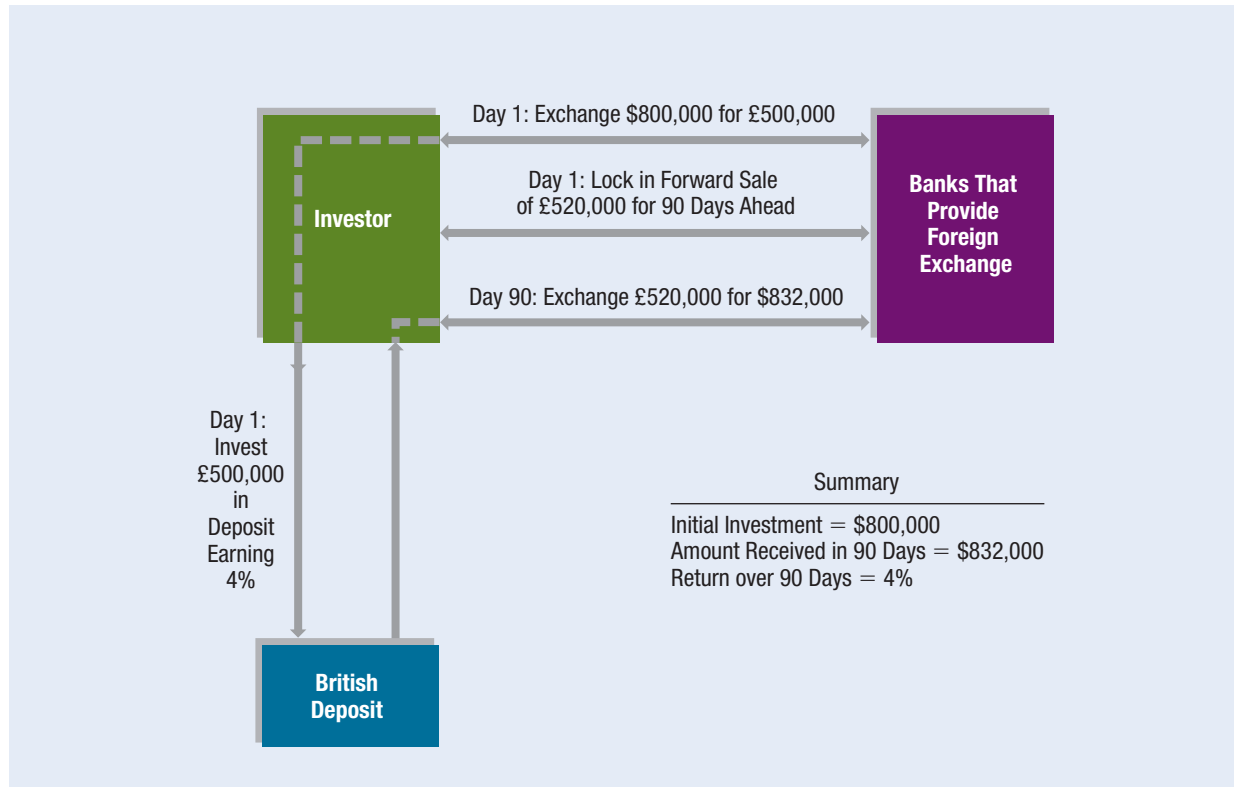 Day 1: Exchange $800,000 for £500,000
Investor
Day 1: Lock in Forward Sale
of £520,000 for 90 Days Ahead
Banks That
Provide
Foreign
Exchange
Day 90: Exchange £520,000 for $832,000
Day 1:
Invest
£500,000
in
Deposit
Earning
4%
Summary
Initial Investment = $800,000
Amount Received in 90 Days = $832,000
Return over 90 Days = 4%
British
Deposit